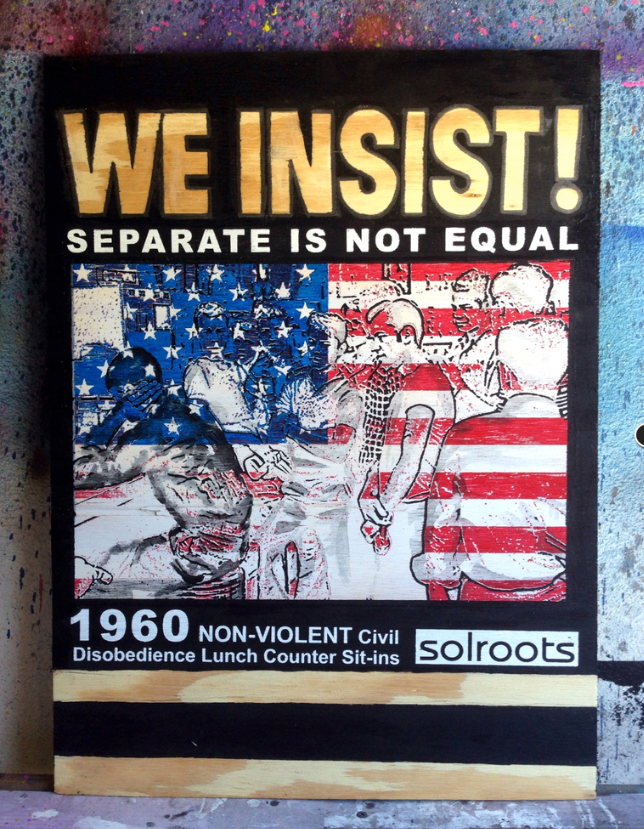 WE INSIST!
SEPARATE IS NOT EQUAL
1960 NON-VIOLENT Civil
Disobedience Lunch Counter Sit-ins
solroots